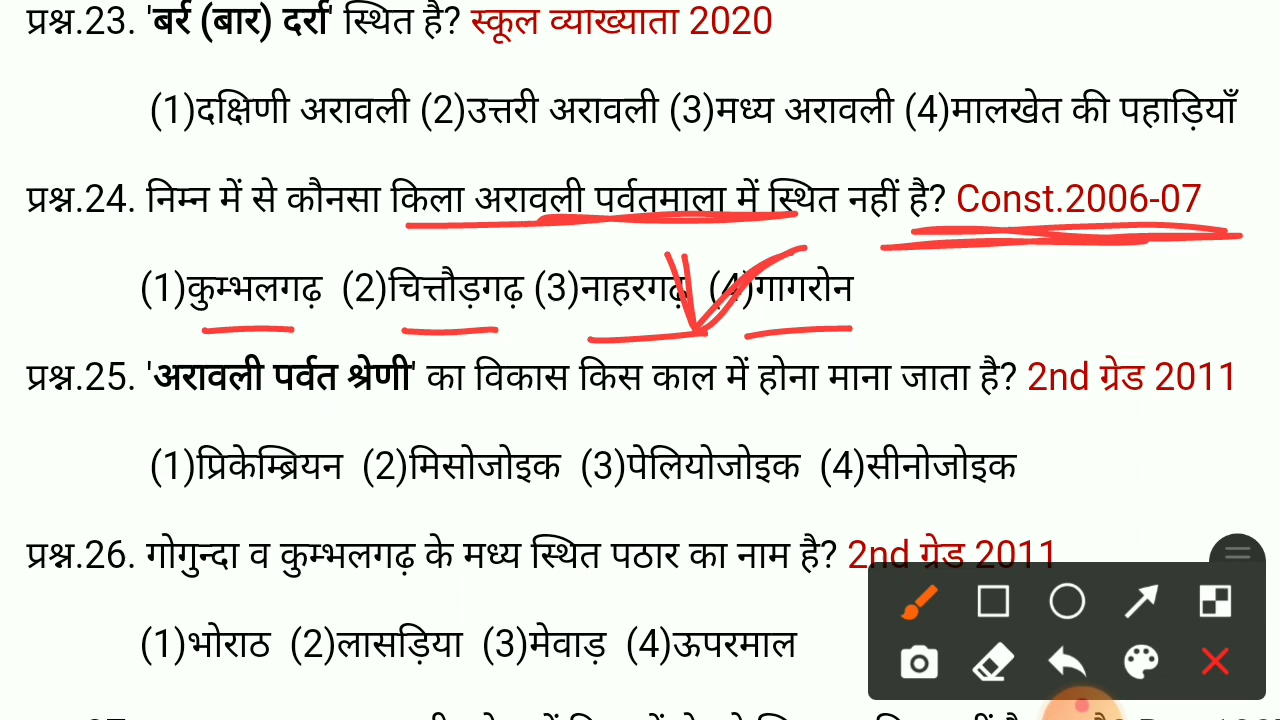 प्रश्न.23. 'बर्र (बार) दर्रा' स्थित है? स्कूल व्याख्याता 2020
(1)दक्षिणी अरावली (2)उत्तरी अरावली (3)मध्य अरावली (4)मालखेत की पहाड़ियाँ
प्रश्न.24. निम्न में से कौनसा किला अरावली पर्वतमाला में स्थित नहीं है? Const.2006-07
(1)कुम्भलगढ़ (2)चित्तौड़गढ़ (3)नाहरगढ़ (4)गागरोन
प्रश्न.25. 'अरावली पर्वत श्रेणी' का विकास किस काल में होना माना जाता है? 2nd ग्रेड 2011
(1)प्रिकेम्ब्रियन (2)मिसोजोइक (3)पेलियोजोइक (4)सीनोजोइक
प्रश्न.26. गोगुन्दा व कुम्भलगढ़ के मध्य स्थित पठार का नाम है? 2nd ग्रेड 2011
(1)भोराठ (2)लासड़िया (3)मेवाड़ (4)ऊपरमाल